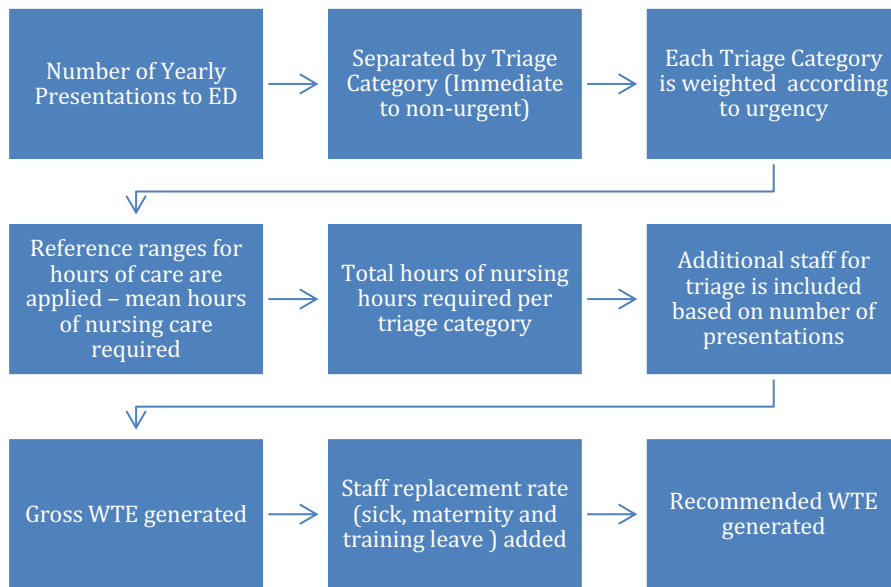 Number of Yearly
Presentations to ED
Separated by Triage
Category (Immediate
to non-urgent)
Each Triage Category
is weighted according
to urgency
Reference ranges for
hours of care are
applied – mean hours
of nursing care
required
Total hours of nursing
hours required per
triage category
Additional staff for
triage is included
based on number of
presentations
Gross WTE generated
Staff replacement rate
(sick, maternity and
training leave ) added
Recommended WTE
generated